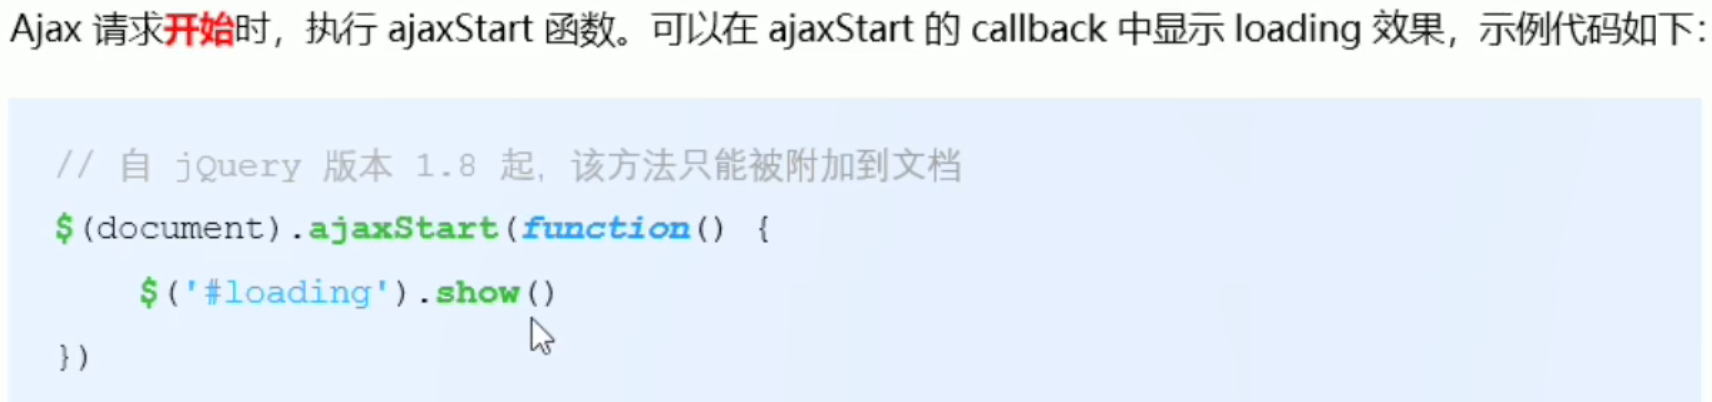 Ajax 请求开始时，执行 ajaxStart 函数。可以在 ajaxStart 的 callback 中显示 loading 效果，示例代码如下：
// 自 jQuery 版本 1.8 起，该方法只能被附加到文档
$(document).ajaxStart(function() {
    $('#loading').show()
})